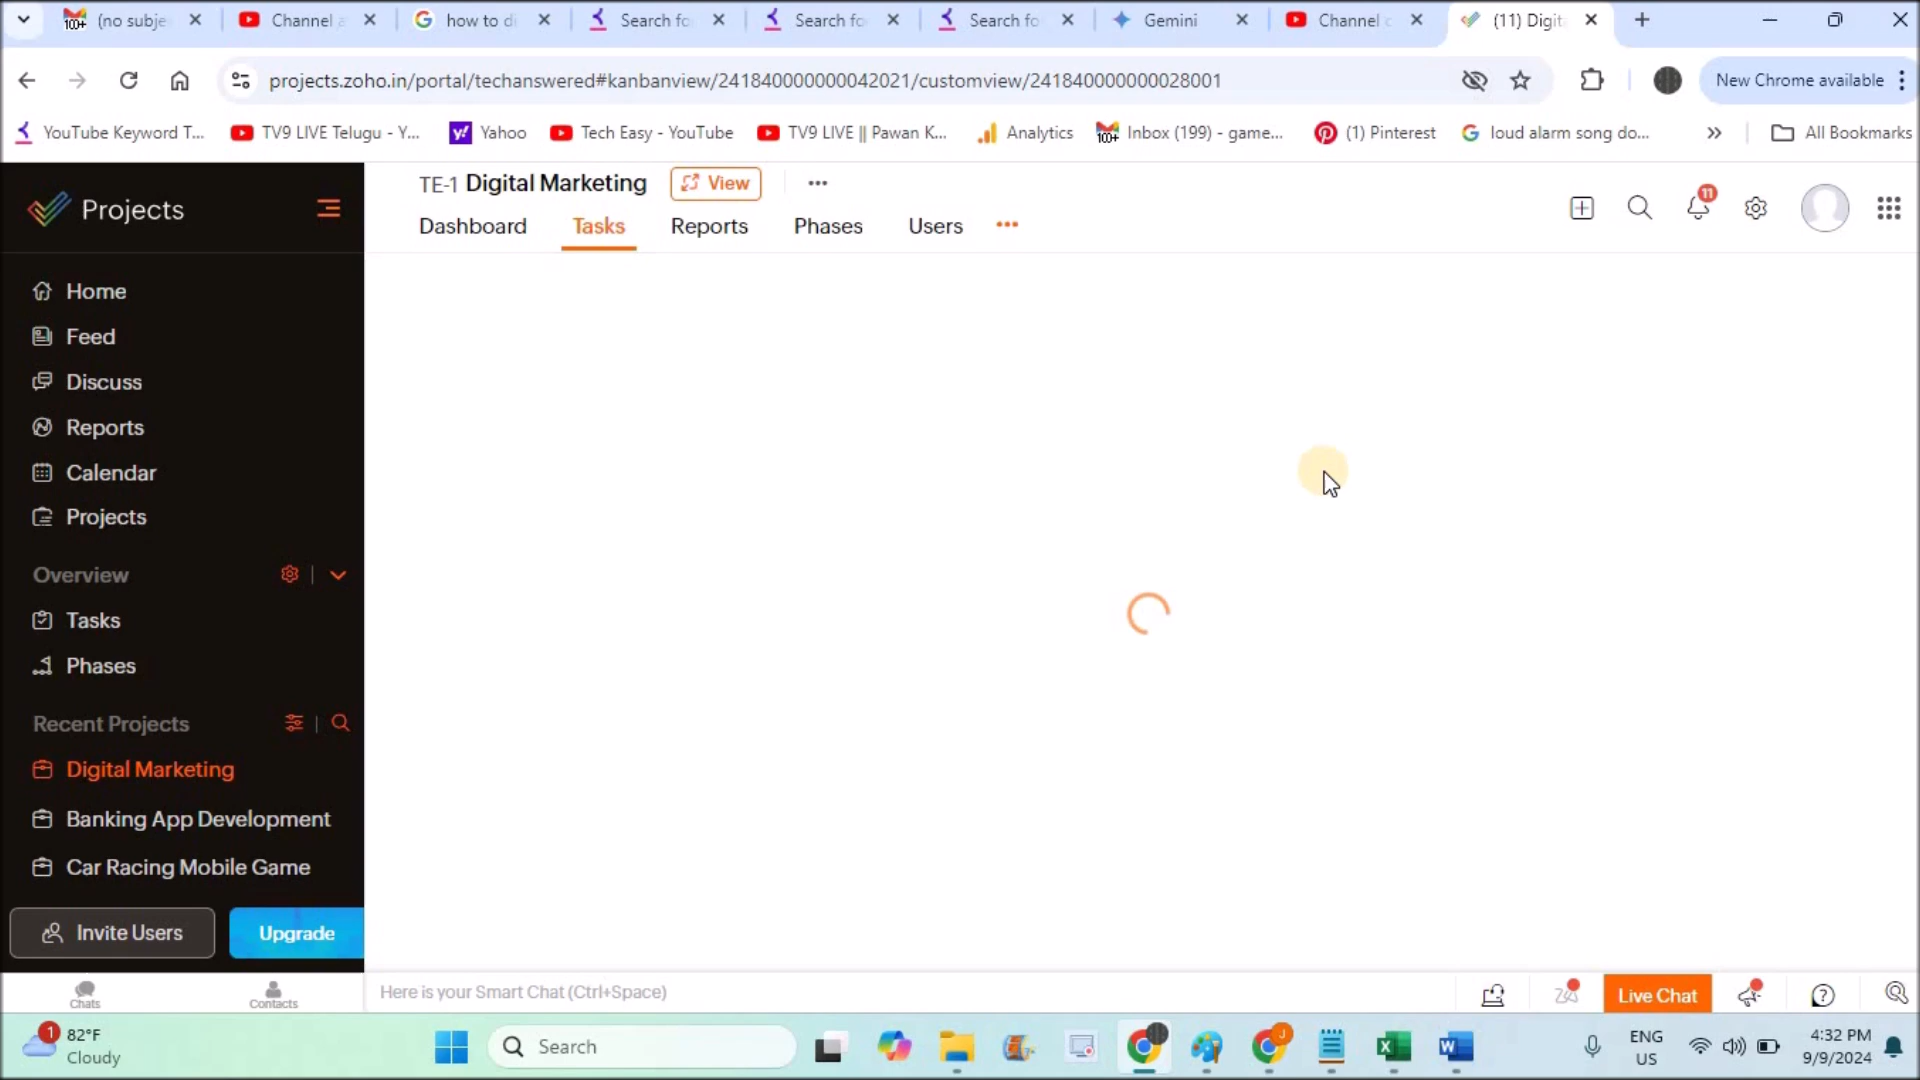 (no subje
Channel a
how to di
Search fo
Search fo
Search fo
Gemini
Channel c
(11) Digit
projects.zoho.in/portal/techanswered#kanbanview/241840000000042021/customview/241840000000028001
New Chrome available
YouTube Keyword T...
TV9 LIVE Telugu - Y...
Yahoo
Tech Easy - YouTube
TV9 LIVE || Pawan K...
Analytics
Inbox (199) - game...
(1) Pinterest
loud alarm song do...
All Bookmarks
Projects
TE-1 Digital Marketing
View
Dashboard
Tasks
Reports
Phases
Users
11
Home
Feed
Discuss
Reports
Calendar
Projects
Overview
Tasks
Phases
Recent Projects
Digital Marketing
Banking App Development
Car Racing Mobile Game
Invite Users
Upgrade
Chats
Contacts
Here is your Smart Chat (Ctrl+Space)
Live Chat
1
82°F
Cloudy
Search
ENG
US
4:32 PM
9/9/2024